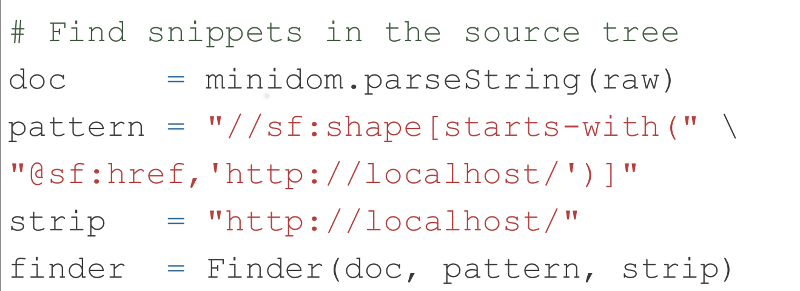 # Find snippets in the source tree
doc     = minidom.parseString(raw)
pattern = "//sf:shape[starts-with(" \
"@sf:href,'http://localhost/')]"
strip   = "http://localhost/"
finder  = Finder(doc, pattern, strip)